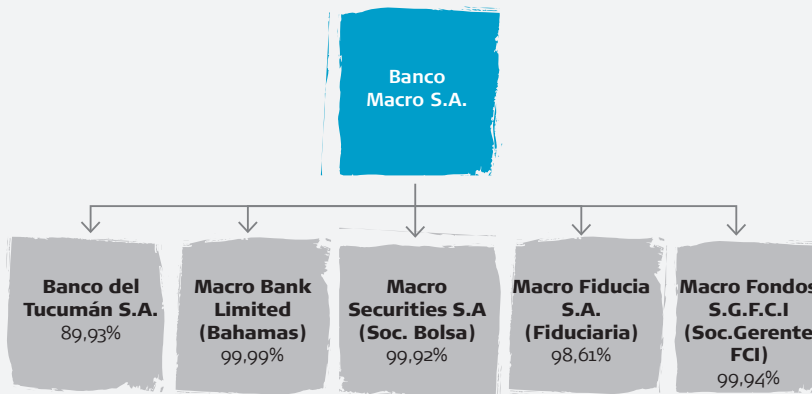 Banco
Macro S.A.
Banco del
Tucumán S.A.
89,93%
Macro Bank
Limited
(Bahamas)
99,99%
Macro
Securities S.A
(Soc. Bolsa)
99,92%
Macro Fiducia
S.A.
(Fiduciaria)
98,61%
Macro Fondos
S.G.F.C.I
(Soc.Gerente
FCI)
99,94%